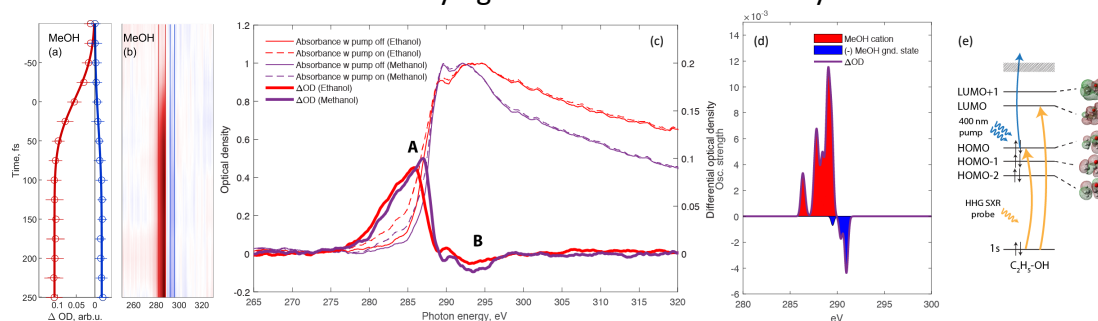 MeOH
(a)
Time, fs
-50
0
50
100
150
200
250
0.1
0
Δ OD, arb.u.
MeOH
(b)
260
280
300
320
(c)
Absorbance w pump off (Ethanol)
Absorbance w pump on (Ethanol)
Absorbance w pump off (Methanol)
Absorbance w pump on (Methanol)
ΔOD (Ethanol)
ΔOD (Methanol)
A
B
Optical density
1.2
1
0.8
0.6
0.4
0.2
0
-0.2
265
270
275
280
285
290
295
300
305
310
315
320
Photon energy, eV
0.2
0.15
0.1
0.05
0
Differential optical density
Osc. strength
14 ×10⁻³
12
10
8
6
4
2
0
-2
-4
-6
280
285
290
295
300
eV
(d)
MeOH cation
(-) MeOH gnd. state
ΔOD
(e)
LUMO+1
LUMO
400 nm
pump
HOMO
HOMO-1
HOMO-2
HHG SXR
probe
1s
C₂H₅-OH